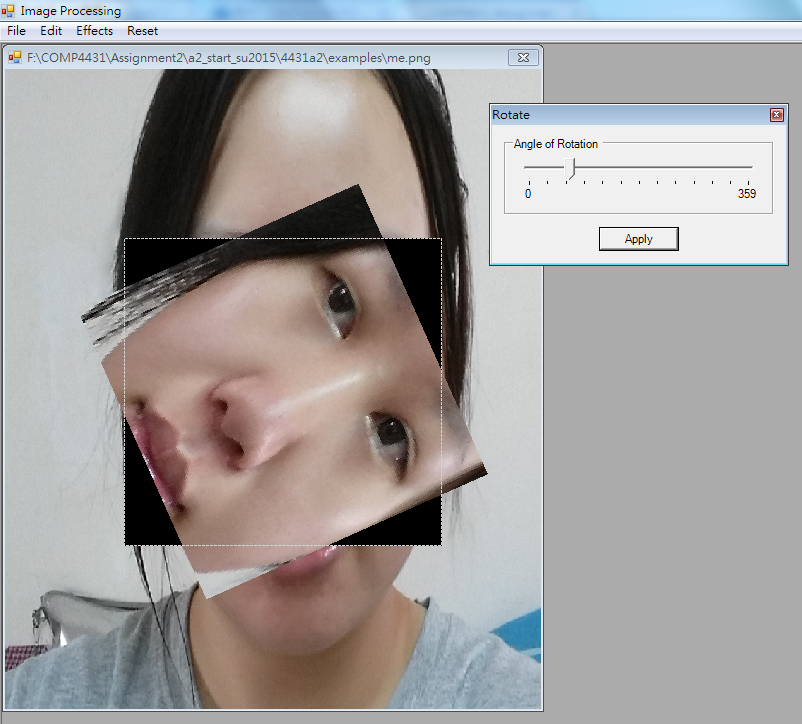 Image Processing
File Edit Effects Reset
F:\COMP4431\Assignment2\a2_start_su2015\4431a2\examples\me.png
Rotate
Angle of Rotation
0 359
Apply